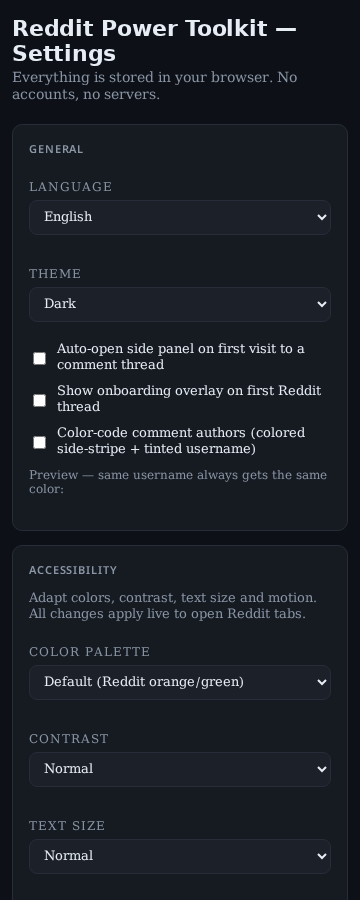 Reddit Power Toolkit —
Settings
Everything is stored in your browser. No
accounts, no servers.
GENERAL
LANGUAGE
English
THEME
Dark
Auto-open side panel on first visit to a
comment thread
Show onboarding overlay on first Reddit
thread
Color-code comment authors (colored
side-stripe + tinted username)
Preview — same username always gets the same
color:
ACCESSIBILITY
Adapt colors, contrast, text size and motion.
All changes apply live to open Reddit tabs.
COLOR PALETTE
Default (Reddit orange/green)
CONTRAST
Normal
TEXT SIZE
Normal